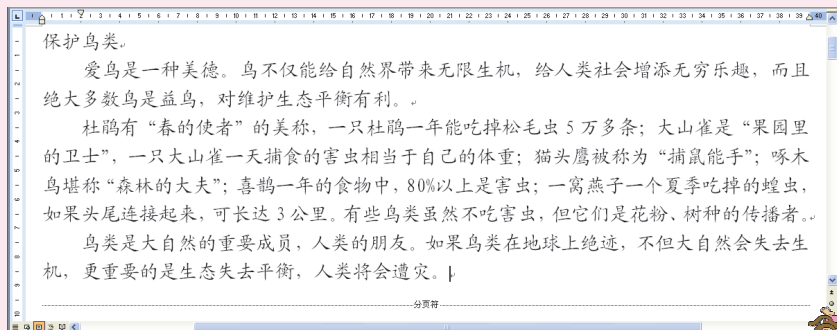 保护鸟类。
爱鸟是一种美德。鸟不仅能给自然界带来无限生机，给人类社会增添无穷乐趣，而且
绝大多数鸟是益鸟，对维护生态平衡有利。
杜鹃有“春的使者”的美称，一只杜鹃一年能吃掉松毛虫 5 万多条；大山雀是“果园里
的卫士”，一只大山雀一天捕食的害虫相当于自己的体重；猫头鹰被称为“捕鼠能手”；啄木
鸟堪称“森林的大夫”；喜鹊一年的食物中，80%以上是害虫；一窝燕子一个夏季吃掉的蝗虫，
如果头尾连接起来，可长达 3 公里。有些鸟类虽然不吃害虫，但它们是花粉、树种的传播者。
鸟类是大自然的重要成员，人类的朋友。如果鸟类在地球上绝迹，不但大自然会失去生
机，更重要的是生态失去平衡，人类将会遭灾。
分页符